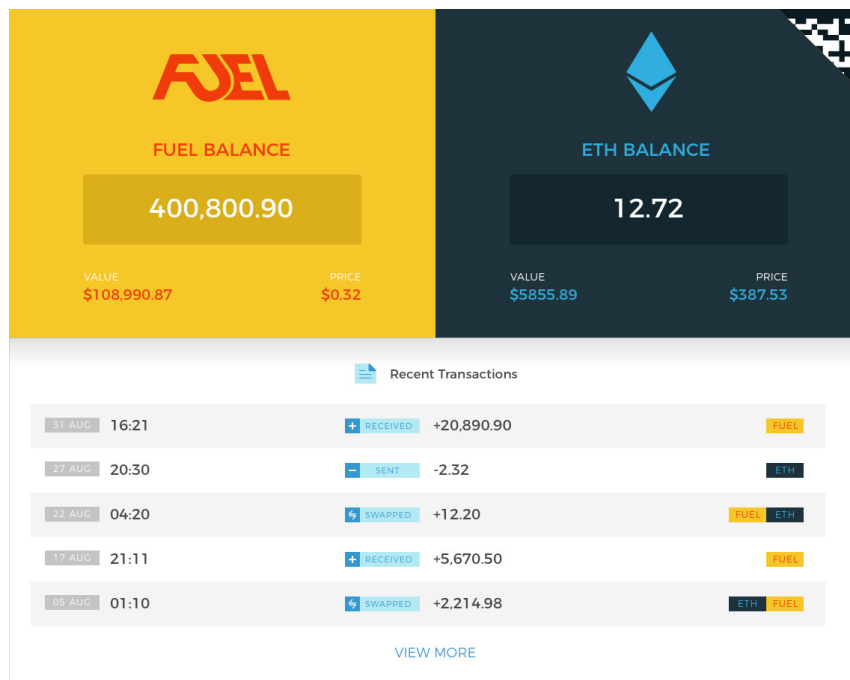 FUEL
FUEL BALANCE
400,800.90
VALUE PRICE
$108,990.87 $0.32
ETH BALANCE
12.72
VALUE PRICE
$5855.89 $387.53
Recent Transactions
31 AUG 16:21 + RECEIVED +20,890.90 FUEL
27 AUG 20:30 − SENT -2.32 ETH
22 AUG 04:20 SWAPPED +12.20 FUEL ETH
17 AUG 21:11 + RECEIVED +5,670.50 FUEL
05 AUG 01:10 SWAPPED +2,214.98 ETH FUEL
VIEW MORE